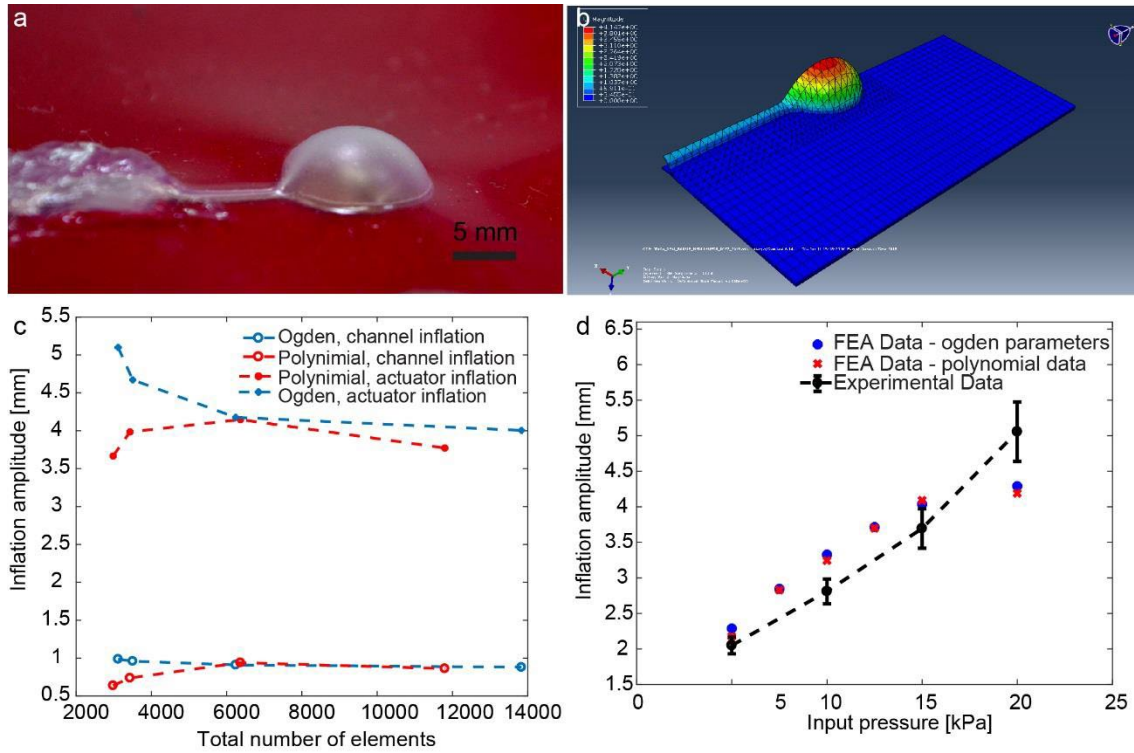 a
5 mm
b
Magnitude
c
Inflation amplitude [mm]
5.5
5
4.5
4
3.5
3
2.5
2
1.5
1
0.5
Ogden, channel inflation
Polynimial, channel inflation
Polynimial, actuator inflation
Ogden, actuator inflation
2000 4000 6000 8000 10000 12000 14000
Total number of elements
d
Inflation amplitude [mm]
6.5
6
5.5
5
4.5
4
3.5
3
2.5
2
1.5
FEA Data - ogden parameters
FEA Data - polynomial data
Experimental Data
0 5 10 15 20 25
Input pressure [kPa]